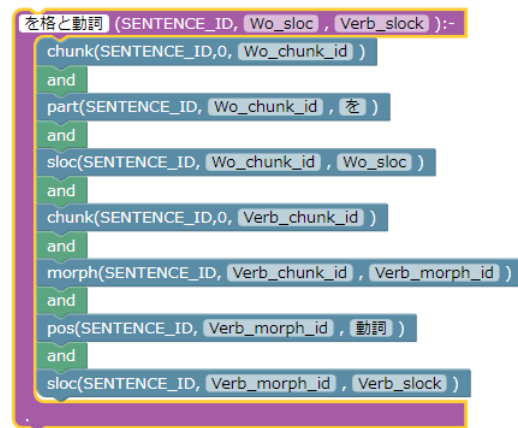 を格と動詞 (SENTENCE_ID, Wo_sloc , Verb_slock ):-
chunk(SENTENCE_ID,0, Wo_chunk_id )
and
part(SENTENCE_ID, Wo_chunk_id , を )
and
sloc(SENTENCE_ID, Wo_chunk_id , Wo_sloc )
and
chunk(SENTENCE_ID,0, Verb_chunk_id )
and
morph(SENTENCE_ID, Verb_chunk_id , Verb_morph_id )
and
pos(SENTENCE_ID, Verb_morph_id , 動詞 )
and
sloc(SENTENCE_ID, Verb_morph_id , Verb_slock )
.